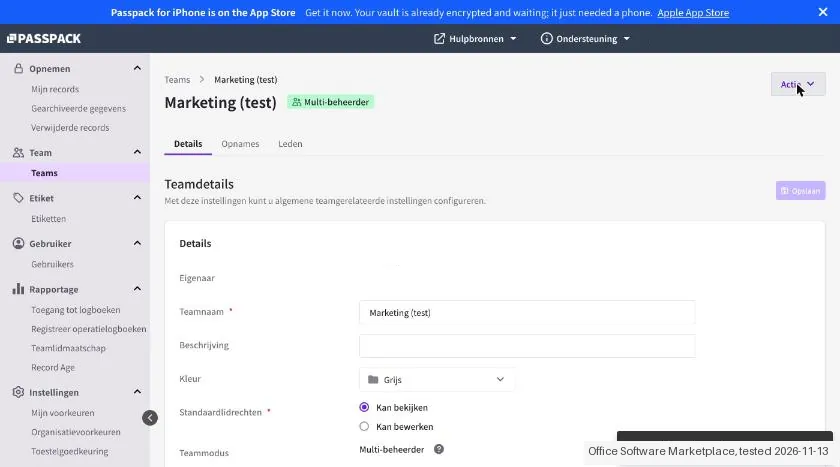 Passpack for iPhone is on the App Store Get it now. Your vault is already encrypted and waiting; it just needed a phone. Apple App Store
PASSPACK
Hulpbronnen
Ondersteuning
Opnemen
Mijn records
Gearchiveerde gegevens
Verwijderde records
Team
Teams
Etiket
Etiketten
Gebruiker
Gebruikers
Rapportage
Toegang tot logboeken
Registreer operatielogboeken
Teamlidmaatschap
Record Age
Instellingen
Mijn voorkeuren
Organisatievoorkeuren
Toestelgoedkeuring
Teams > Marketing (test)
Marketing (test) Multi-beheerder
Details Opnames Leden
Teamdetails
Met deze instellingen kunt u algemene teamgerelateerde instellingen configureren.
Opslaan
Details
Eigenaar
Teamnaam * Marketing (test)
Beschrijving
Kleur Grijs
Standaardlidrechten * Kan bekijken
Kan bewerken
Teammodus Multi-beheerder
Office Software Marketplace, tested 2026-11-13